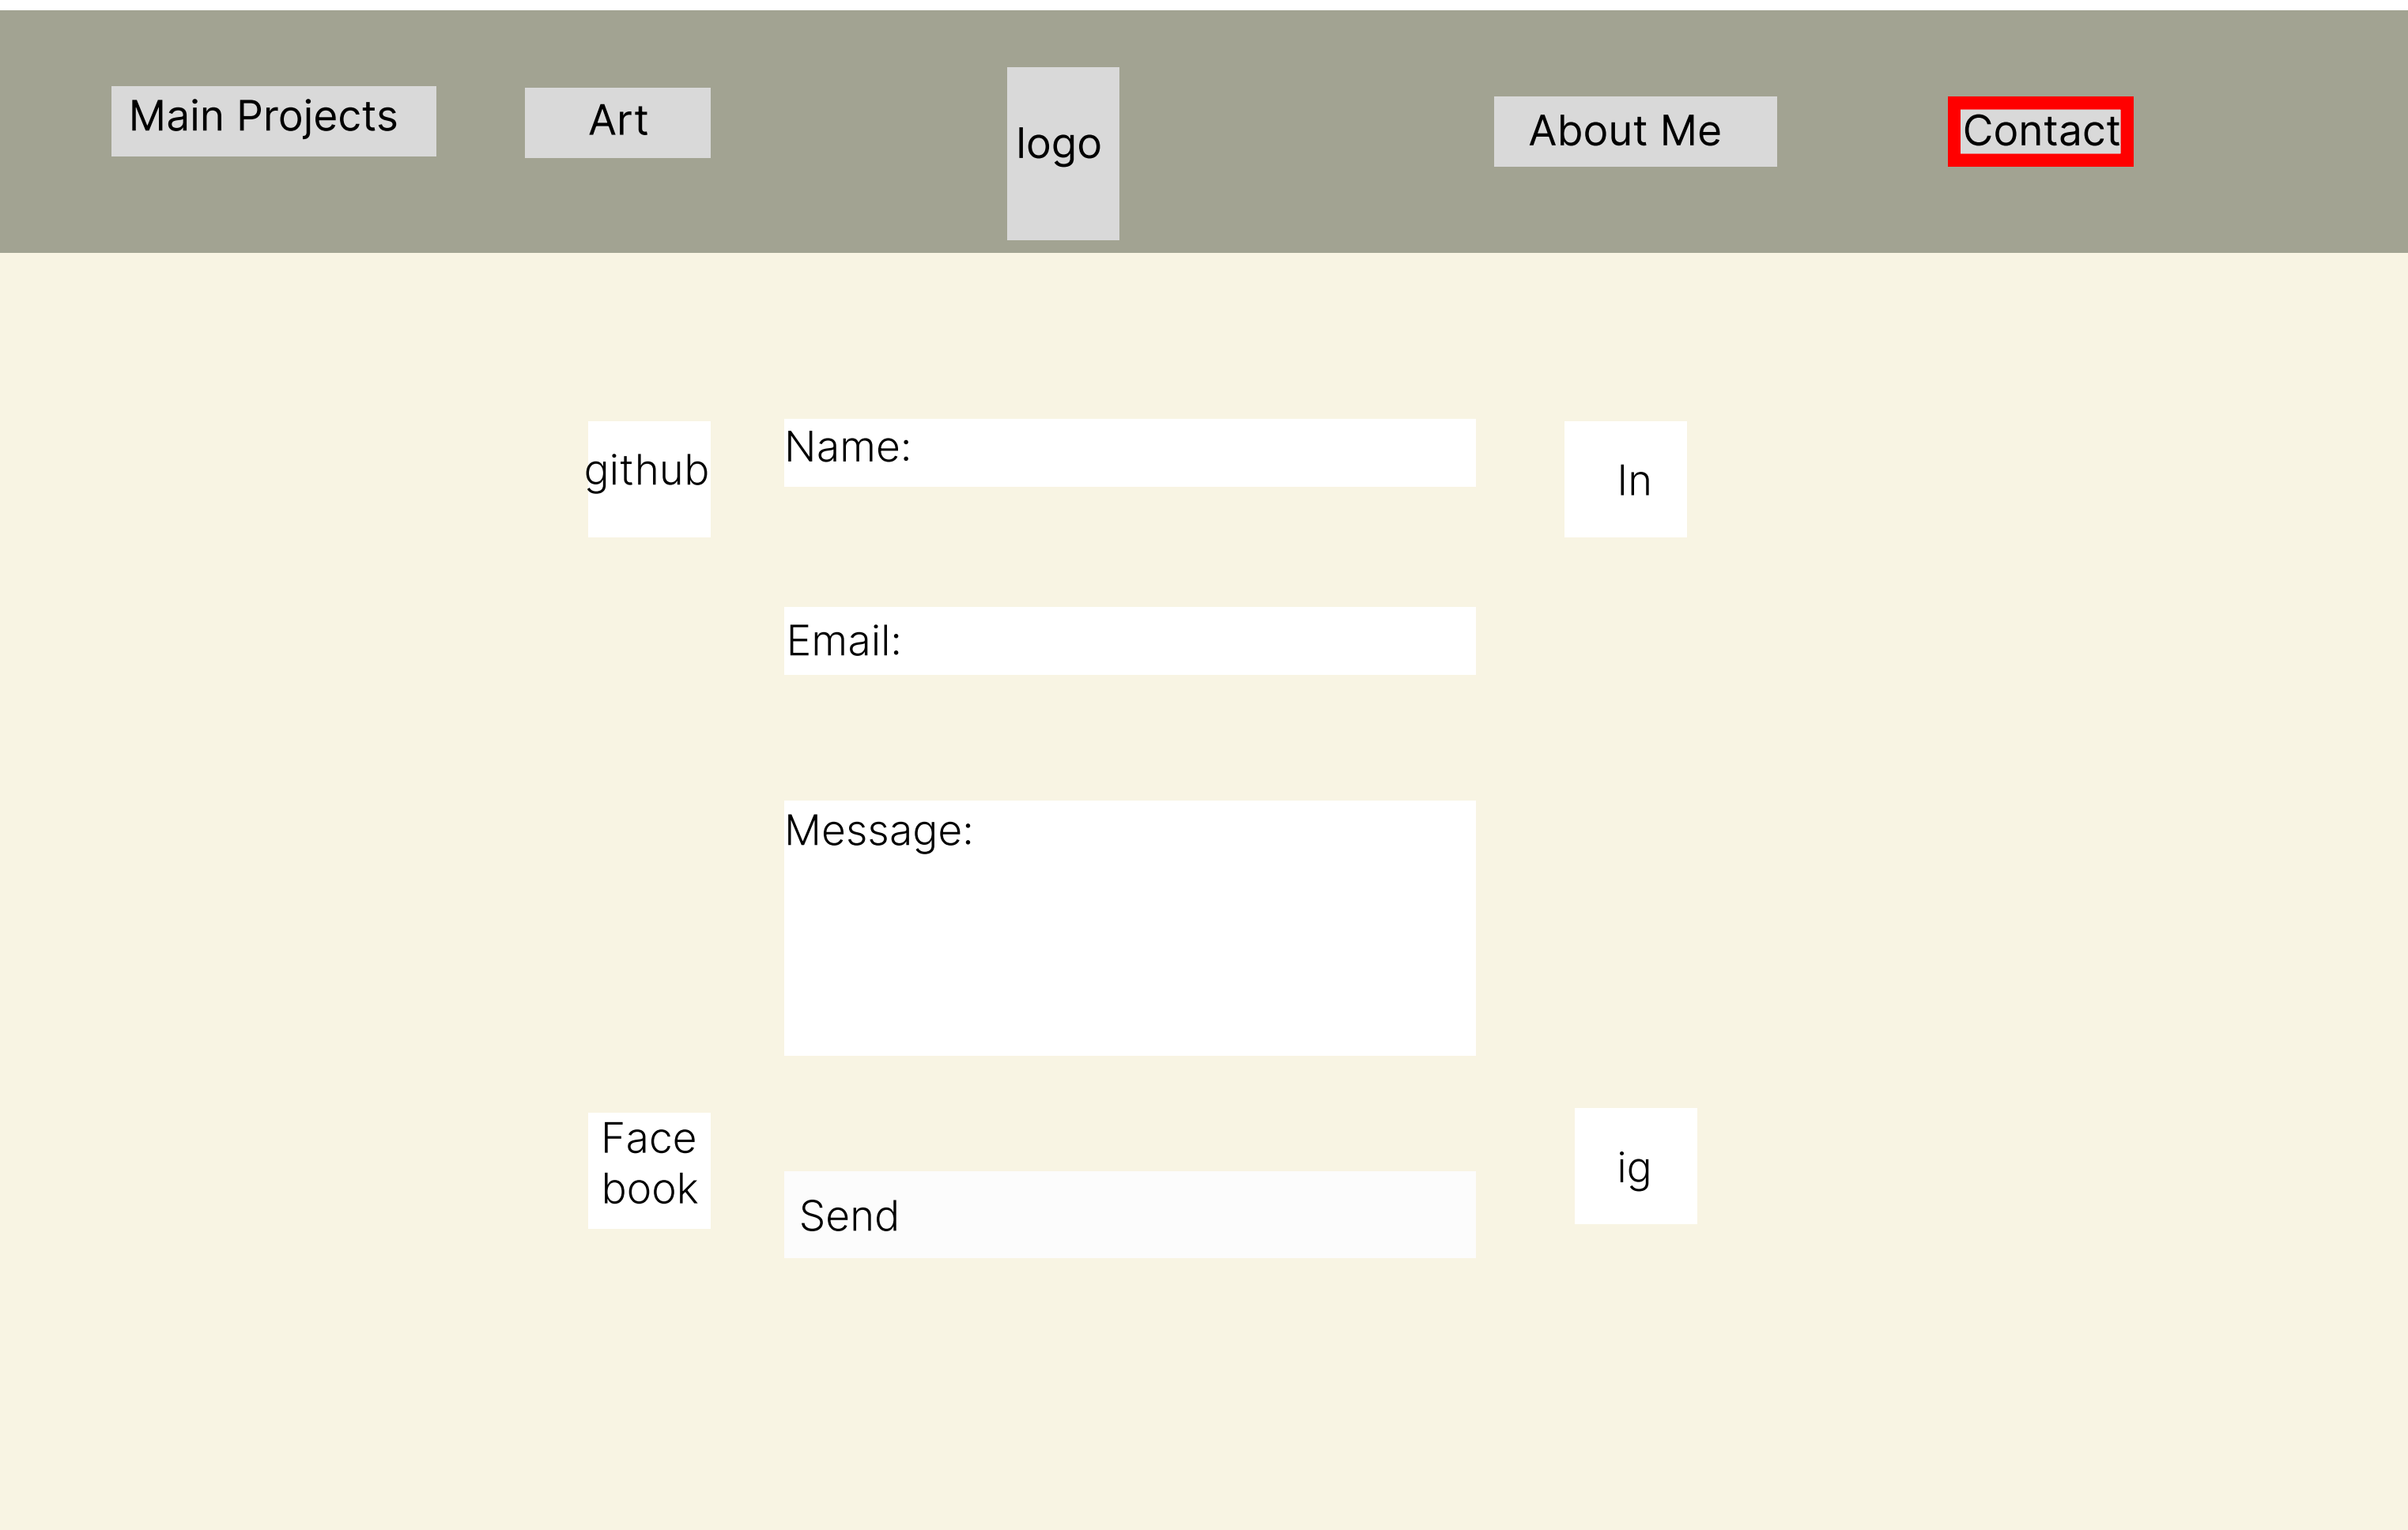 Main Projects
Art
logo
About Me
Contact
github
Name:
In
Email:
Message:
Face
book
Send
ig